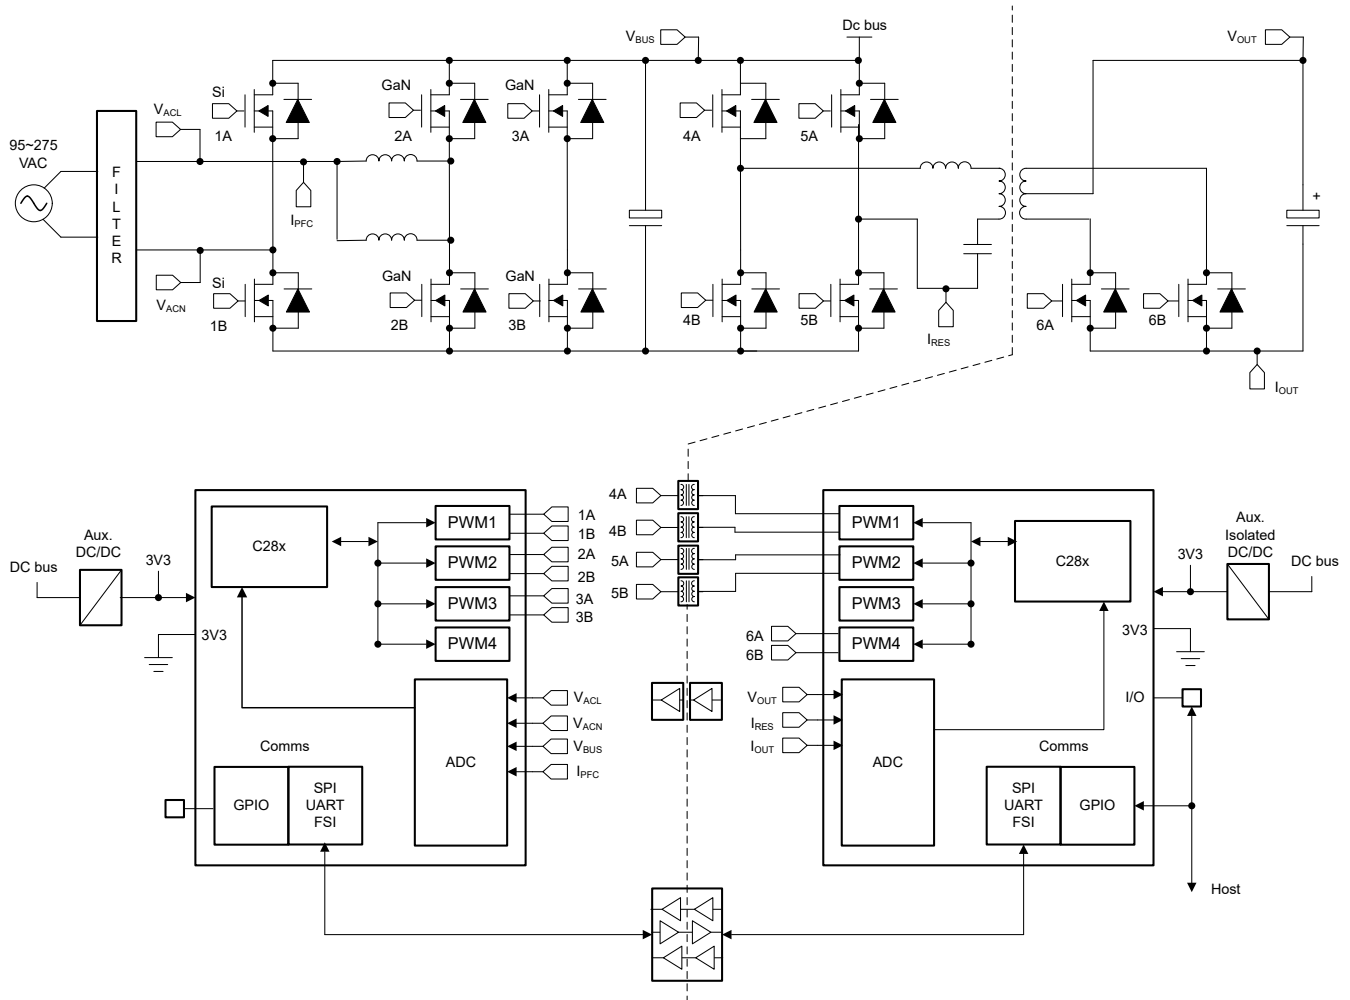 Dc bus
VBUS
VOUT
Si
GaN
GaN
VACL
1A
2A
3A
4A
5A
95~275
VAC
FILTER
IPFC
+
VACN
Si
GaN
GaN
1B
2B
3B
4B
5B
6A
6B
IRES
IOUT
4A
PWM1
1A
1B
4B
PWM1
Aux.
DC/DC
C28x
PWM2
2A
2B
5A
PWM2
C28x
Aux.
Isolated
DC/DC
DC bus
3V3
3V3
DC bus
PWM3
3A
3B
5B
PWM3
3V3
PWM4
6A
6B
PWM4
3V3
VACL
VOUT
I/O
VACN
IRES
VBUS
IOUT
Comms
ADC
IPFC
ADC
Comms
GPIO
SPI
UART
FSI
SPI
UART
FSI
GPIO
Host